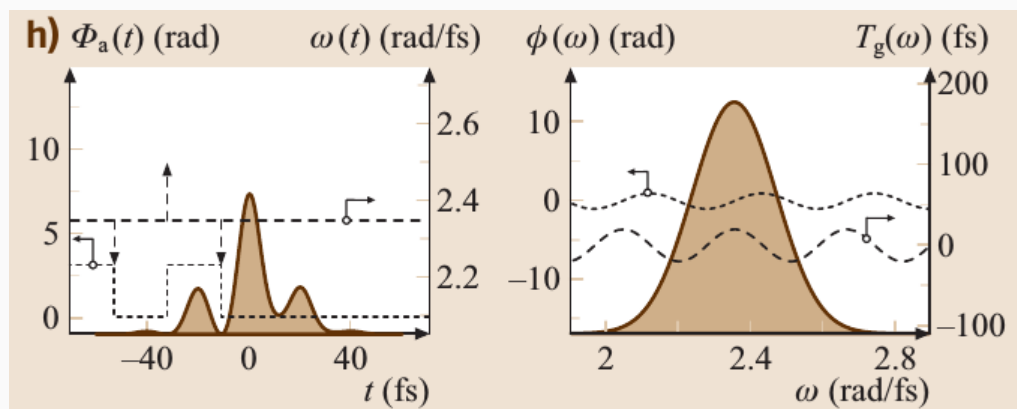 h) Φa(t) (rad) ω(t) (rad/fs) ϕ(ω) (rad) Tg(ω) (fs)
10
5
0
2.6
2.4
2.2
−40 0 40
t (fs)
10
0
−10
200
100
0
−100
2 2.4 2.8
ω (rad/fs)